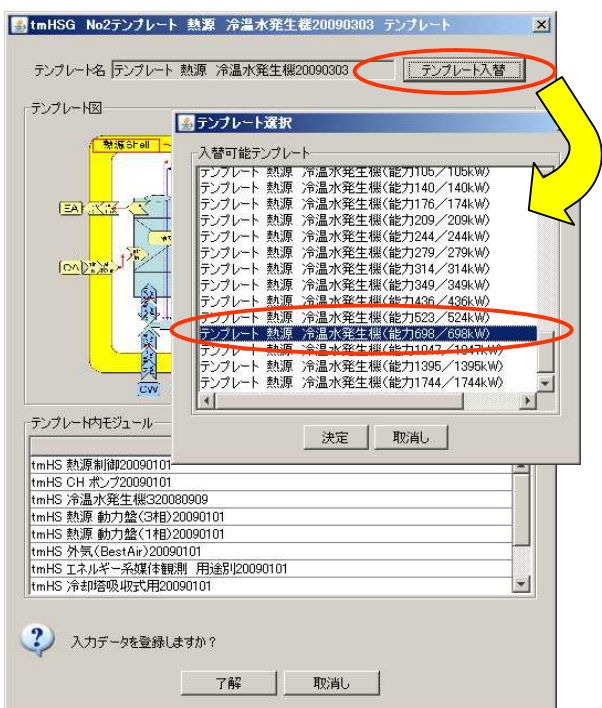 tmHSG No2テンプレート 熱源 冷温水発生機20090303 テンプレート
テンプレート名 テンプレート 熱源 冷温水発生機20090303
テンプレート入替
テンプレート図
熱源Shell
EA
OA
CW
テンプレート選択
入替可能テンプレート
テンプレート 熱源 冷温水発生機(能力105/105kW)
テンプレート 熱源 冷温水発生機(能力140/140kW)
テンプレート 熱源 冷温水発生機(能力176/174kW)
テンプレート 熱源 冷温水発生機(能力209/209kW)
テンプレート 熱源 冷温水発生機(能力244/244kW)
テンプレート 熱源 冷温水発生機(能力279/279kW)
テンプレート 熱源 冷温水発生機(能力314/314kW)
テンプレート 熱源 冷温水発生機(能力349/349kW)
テンプレート 熱源 冷温水発生機(能力436/436kW)
テンプレート 熱源 冷温水発生機(能力523/524kW)
テンプレート 熱源 冷温水発生機(能力698/698kW)
テンプレート 熱源 冷温水発生機(能力1047/1047kW)
テンプレート 熱源 冷温水発生機(能力1395/1395kW)
テンプレート 熱源 冷温水発生機(能力1744/1744kW)
決定
取消し
テンプレート内モジュール
tmHS 熱源制御20090101
tmHS CH ポンプ20090101
tmHS 冷温水発生機320080909
tmHS 熱源 動力盤(3相)20090101
tmHS 熱源 動力盤(1相)20090101
tmHS 外気(BestAir)20090101
tmHS エネルギー系媒体観測 用途別20090101
tmHS 冷却塔吸収式用20090101
入力データを登録しますか?
了解
取消し